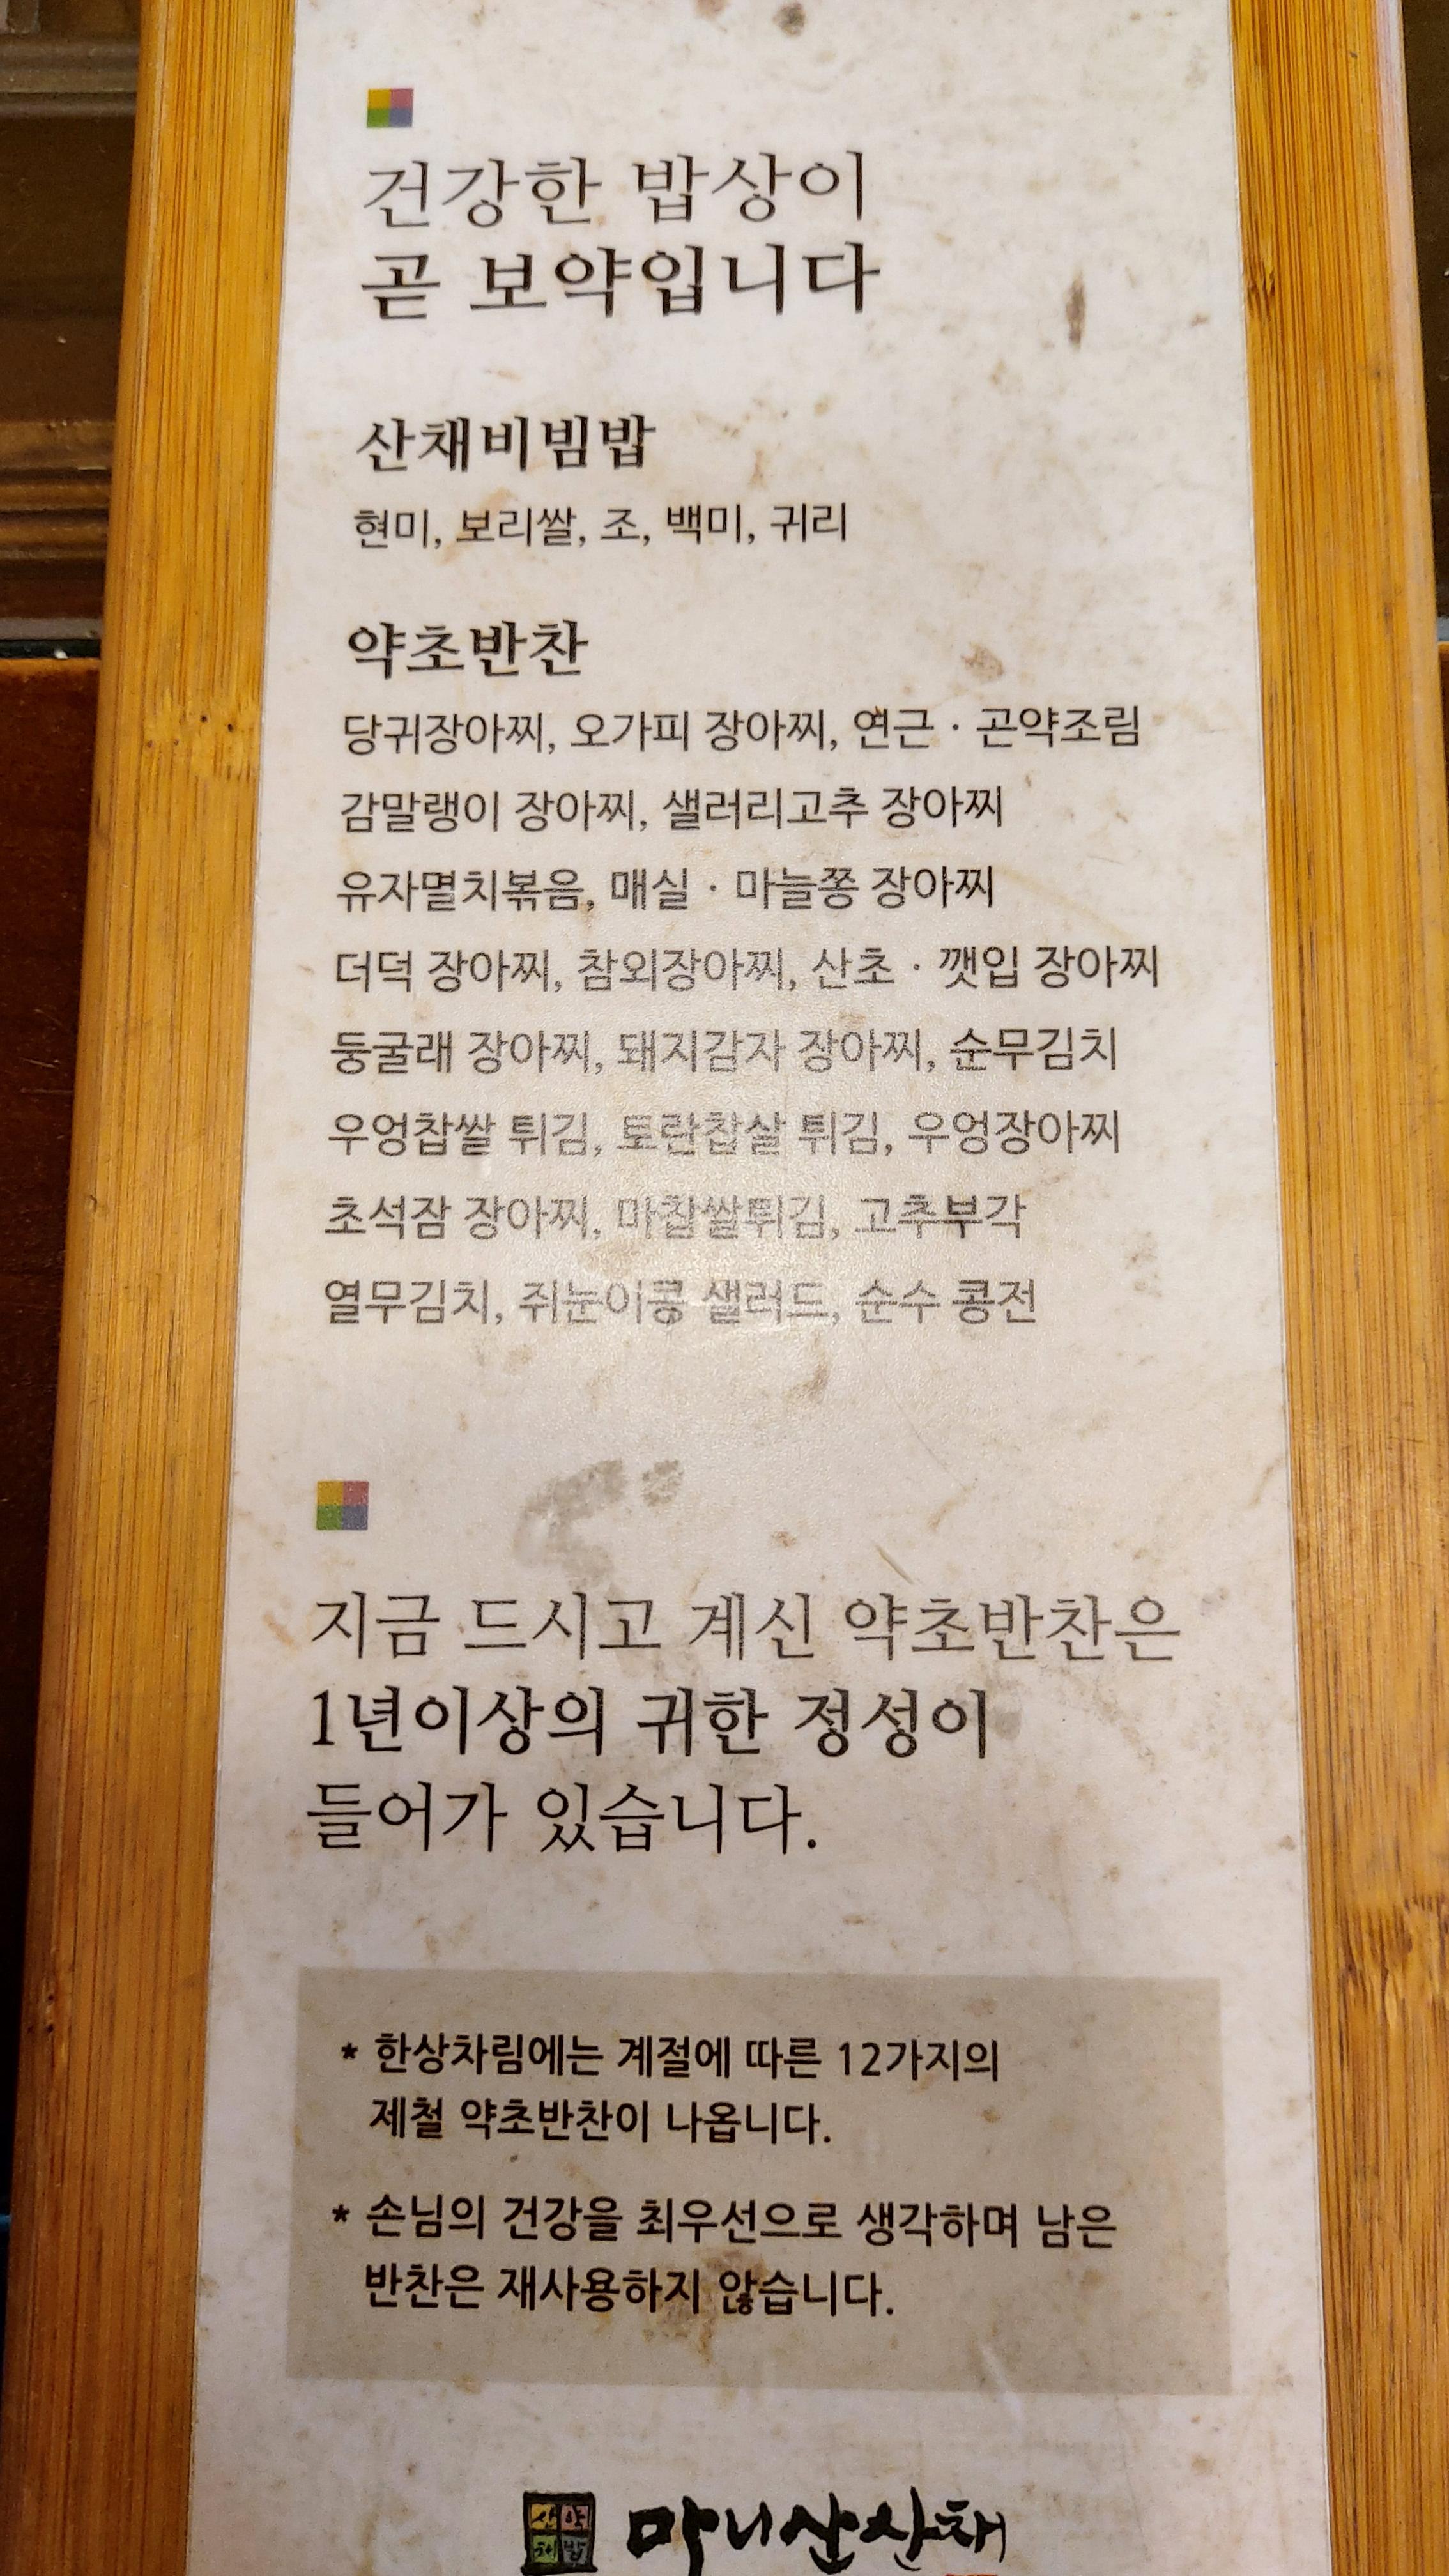 건강한 밥상이
곧 보약입니다
산채비빔밥
현미, 보리쌀, 조, 백미, 귀리
약초반찬
당귀장아찌, 오가피 장아찌, 연근 · 곤약조림
감말랭이 장아찌, 샐러리고추 장아찌
유자멸치볶음, 매실 · 마늘쫑 장아찌
더덕 장아찌, 참외장아찌, 산초 · 깻입 장아찌
둥굴래 장아찌, 돼지감자 장아찌, 순무김치
우엉찹쌀 튀김, 토란찹살 튀김, 우엉장아찌
초석잠 장아찌, 마찹쌀튀김, 고추부각
열무김치, 쥐눈이콩 샐러드, 순수 콩전
지금 드시고 계신 약초반찬은
1년이상의 귀한 정성이
들어가 있습니다.
* 한상차림에는 계절에 따른 12가지의
제철 약초반찬이 나옵니다.
* 손님의 건강을 최우선으로 생각하며 남은
반찬은 재사용하지 않습니다.
산약
채밥
마니산산채